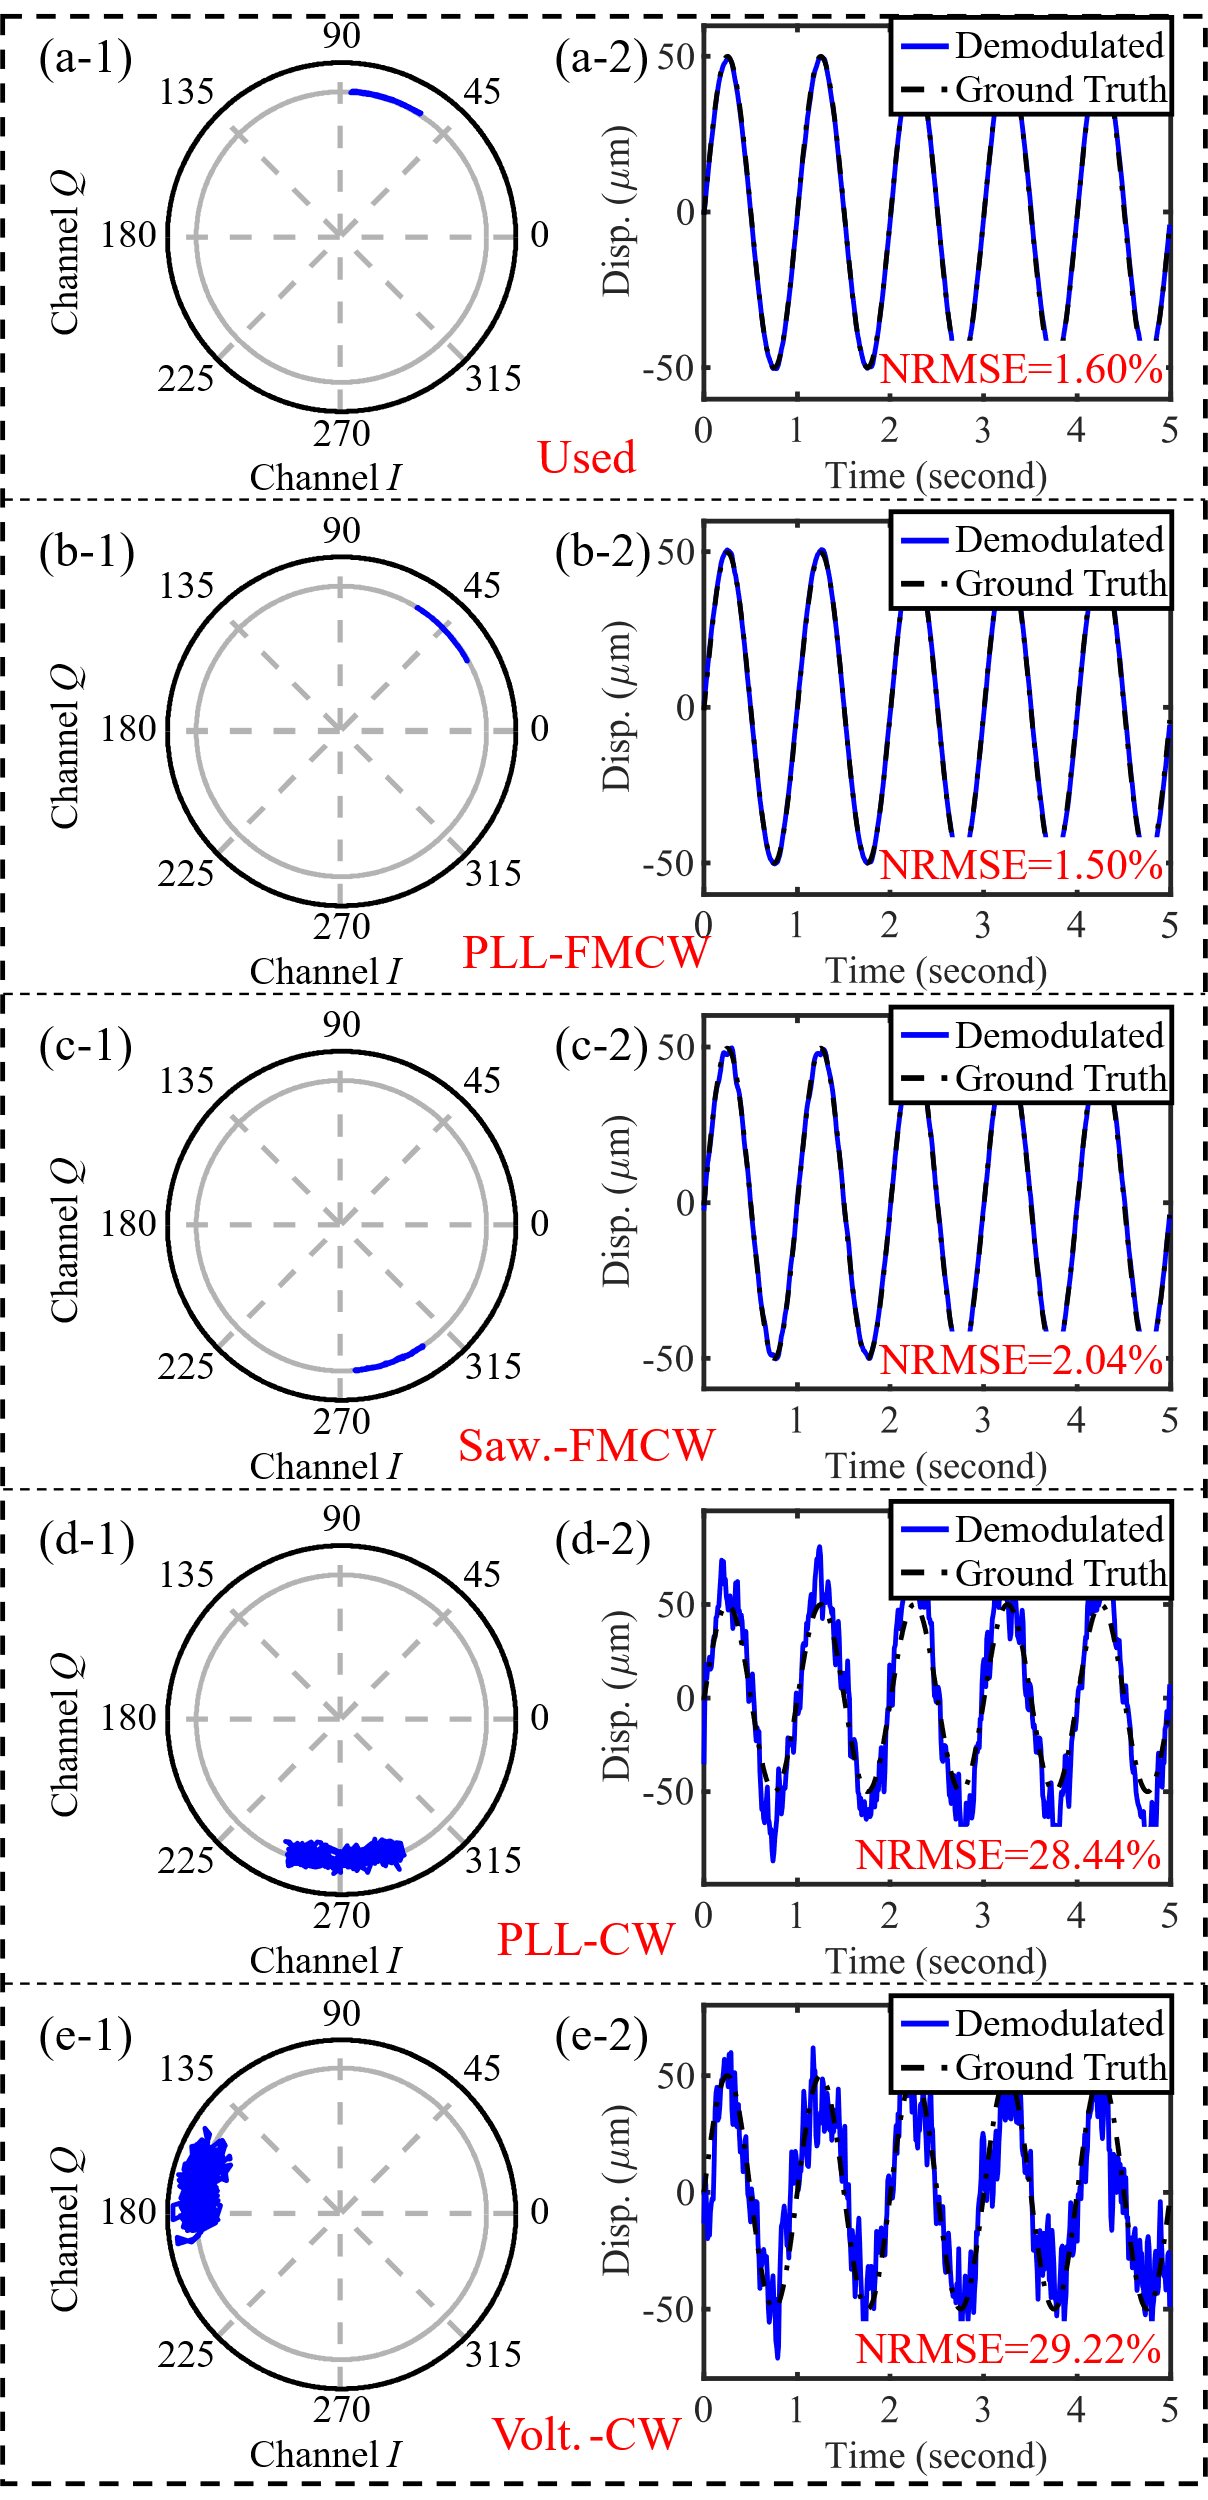 (a-1)
90
135
45
180
0
225
315
270
Channel Q
Channel I
(a-2)
Demodulated
Ground Truth
50
0
-50
Disp. (μm)
NRMSE=1.60%
0 1 2 3 4 5
Time (second)
Used
(b-1)
90
135
45
180
0
225
315
270
Channel Q
Channel I
(b-2)
Demodulated
Ground Truth
50
0
-50
Disp. (μm)
NRMSE=1.50%
0 1 2 3 4 5
Time (second)
PLL-FMCW
(c-1)
90
135
45
180
0
225
315
270
Channel Q
Channel I
(c-2)
Demodulated
Ground Truth
50
0
-50
Disp. (μm)
NRMSE=2.04%
1 2 3 4 5
Time (second)
Saw.-FMCW
(d-1)
90
135
45
180
0
225
315
270
Channel Q
Channel I
(d-2)
Demodulated
Ground Truth
50
0
-50
Disp. (μm)
NRMSE=28.44%
0 1 2 3 4 5
Time (second)
PLL-CW
(e-1)
90
135
45
180
0
225
315
270
Channel Q
Channel I
(e-2)
Demodulated
Ground Truth
50
0
-50
Disp. (μm)
NRMSE=29.22%
0 1 2 3 4 5
Time (second)
Volt.-CW